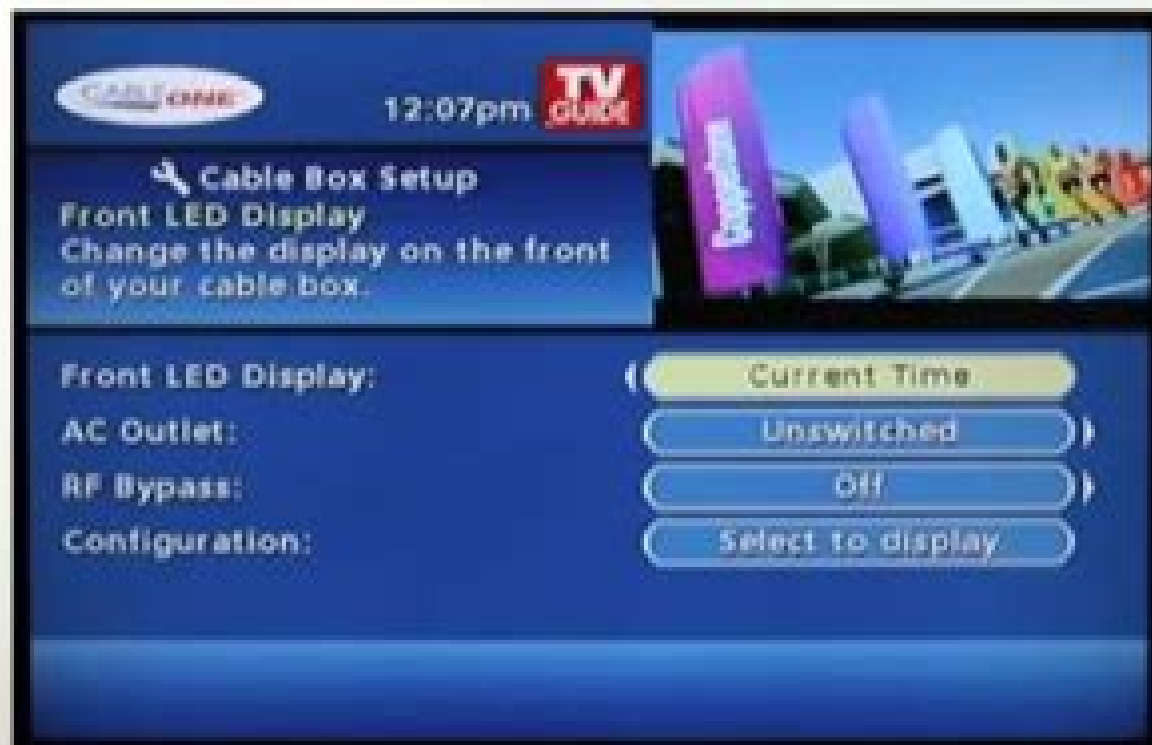 CABLE ONE
12:07pm
TV
GUIDE
Cable Box Setup
Front LED Display
Change the display on the front
of your cable box.
Front LED Display:
Current Time
AC Outlet:
Unswitched
RF Bypass:
Off
Configuration:
Select to display